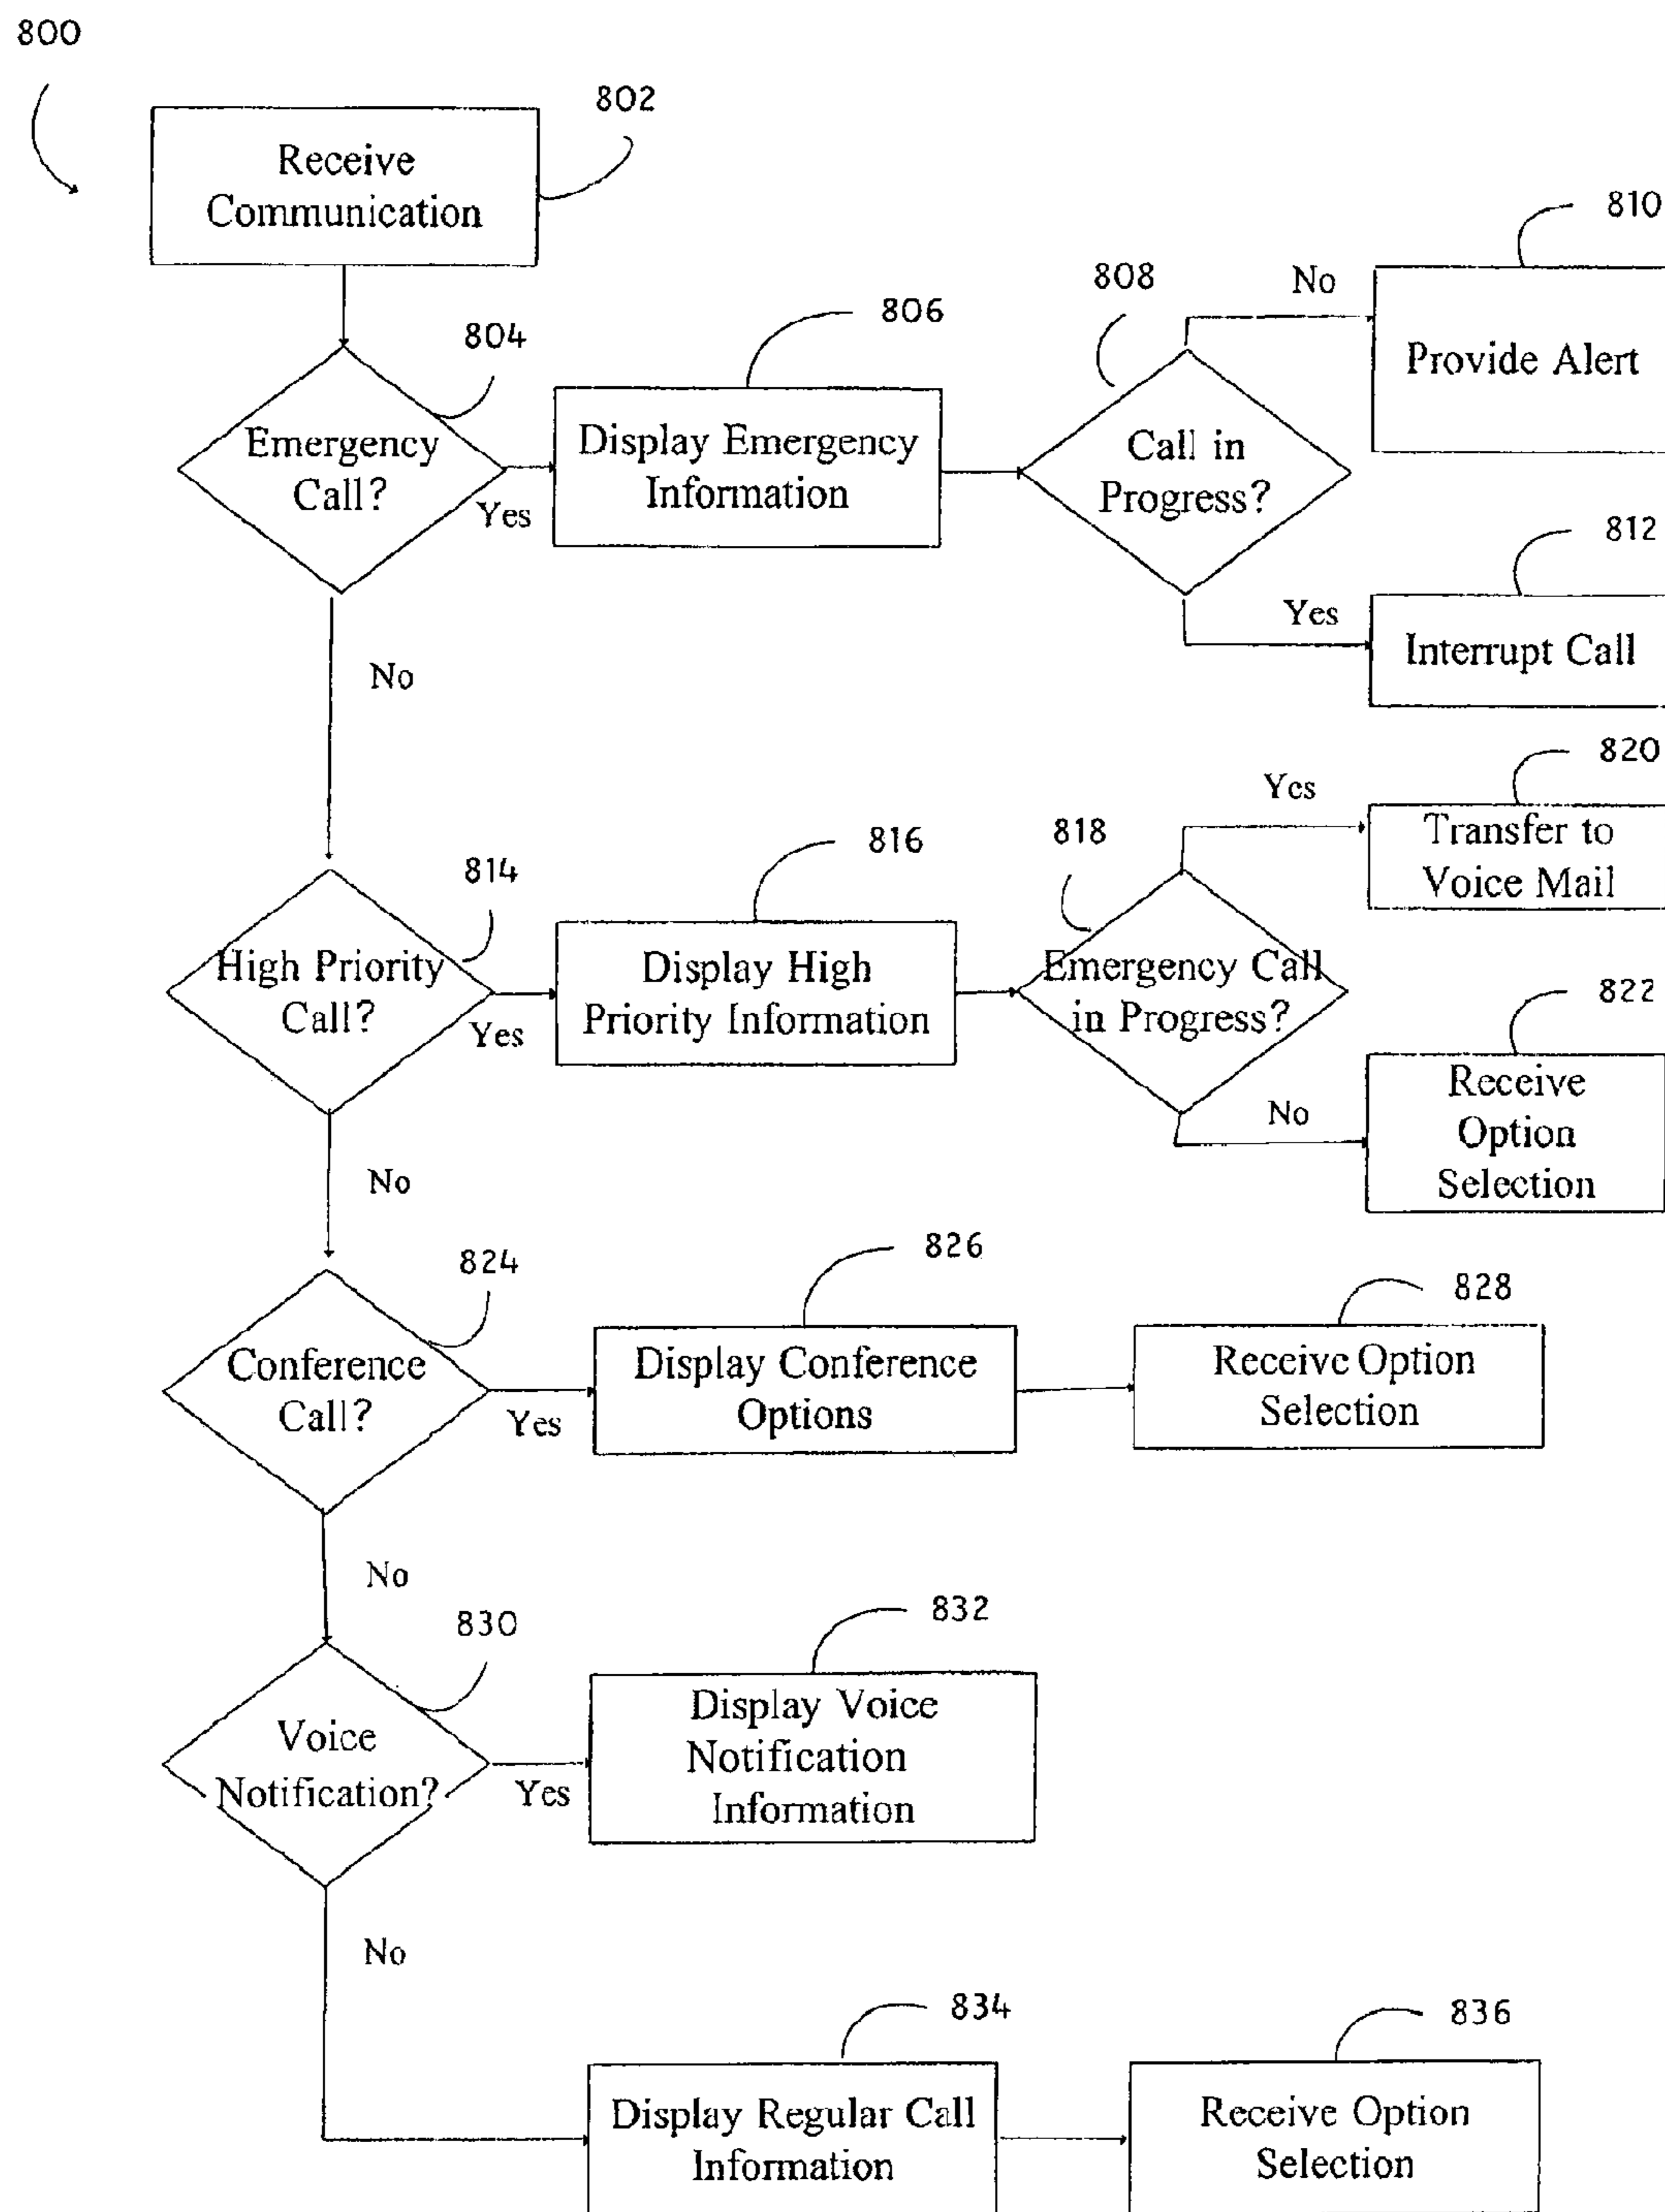 800
802
Receive
Communication
810
808
No
806
804
Provide Alert
Emergency
Call?
Yes
Display Emergency
Information
Call in
Progress?
812
Yes
Interrupt Call
No
820
Yes
Transfer to
Voice Mail
818
816
814
High Priority
Call?
Yes
Display High
Priority Information
Emergency Call
in Progress?
822
No
Receive
Option
Selection
No
824
826
828
Conference
Call?
Yes
Display Conference
Options
Receive Option
Selection
No
830
832
Voice
Notification?
Yes
Display Voice
Notification
Information
No
834
836
Display Regular Call
Information
Receive Option
Selection